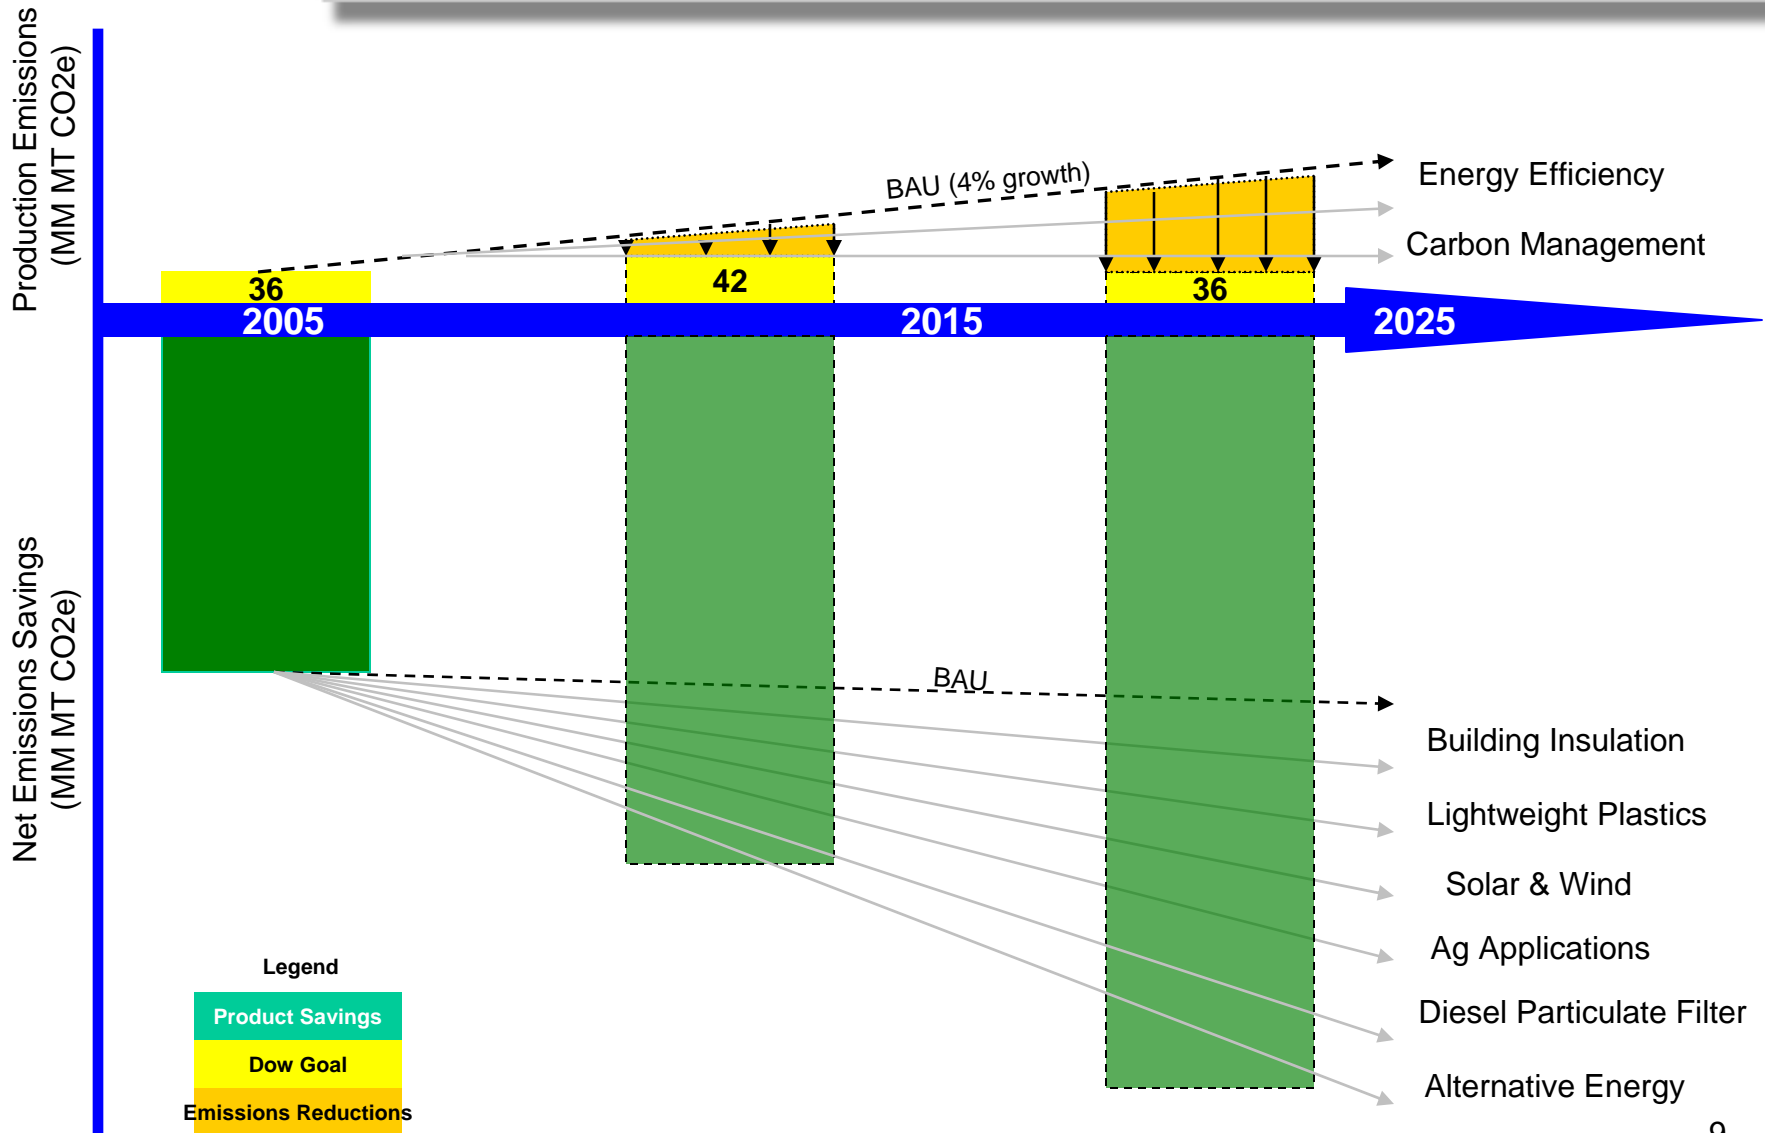 Production Emissions
(MM MT CO2e)
BAU (4% growth)
Energy Efficiency
Carbon Management
36
42
36
2005
2015
2025
Net Emissions Savings
(MM MT CO2e)
BAU
Building Insulation
Lightweight Plastics
Solar & Wind
Ag Applications
Diesel Particulate Filter
Alternative Energy
Legend
Product Savings
Dow Goal
Emissions Reductions
9